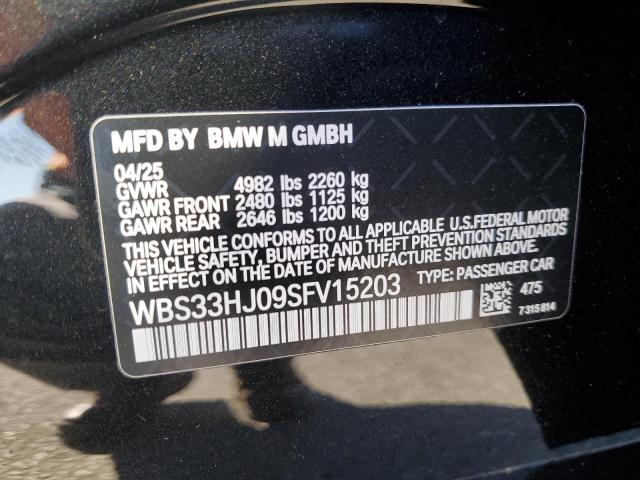 MFD BY BMW M GMBH
04/25
GVWR 4982 lbs 2260 kg
GAWR FRONT 2480 lbs 1125 kg
GAWR REAR 2646 lbs 1200 kg
THIS VEHICLE CONFORMS TO ALL APPLICABLE U.S.FEDERAL MOTOR
VEHICLE SAFETY, BUMPER AND THEFT PREVENTION STANDARDS
IN EFFECT ON THE DATE OF MANUFACTURE SHOWN ABOVE.
WBS33HJ09SFV15203 TYPE: PASSENGER CAR
475
7315814